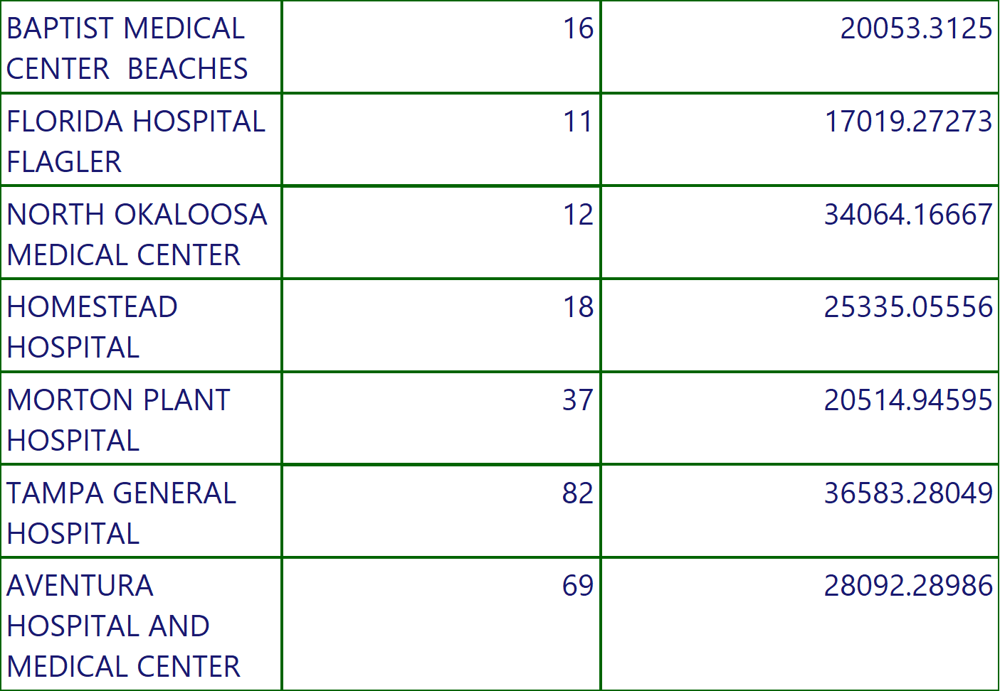 BAPTIST MEDICAL 16 20053.3125
CENTER  BEACHES
FLORIDA HOSPITAL 11 17019.27273
FLAGLER
NORTH OKALOOSA 12 34064.16667
MEDICAL CENTER
HOMESTEAD 18 25335.05556
HOSPITAL
MORTON PLANT 37 20514.94595
HOSPITAL
TAMPA GENERAL 82 36583.28049
HOSPITAL
AVENTURA 69 28092.28986
HOSPITAL AND
MEDICAL CENTER